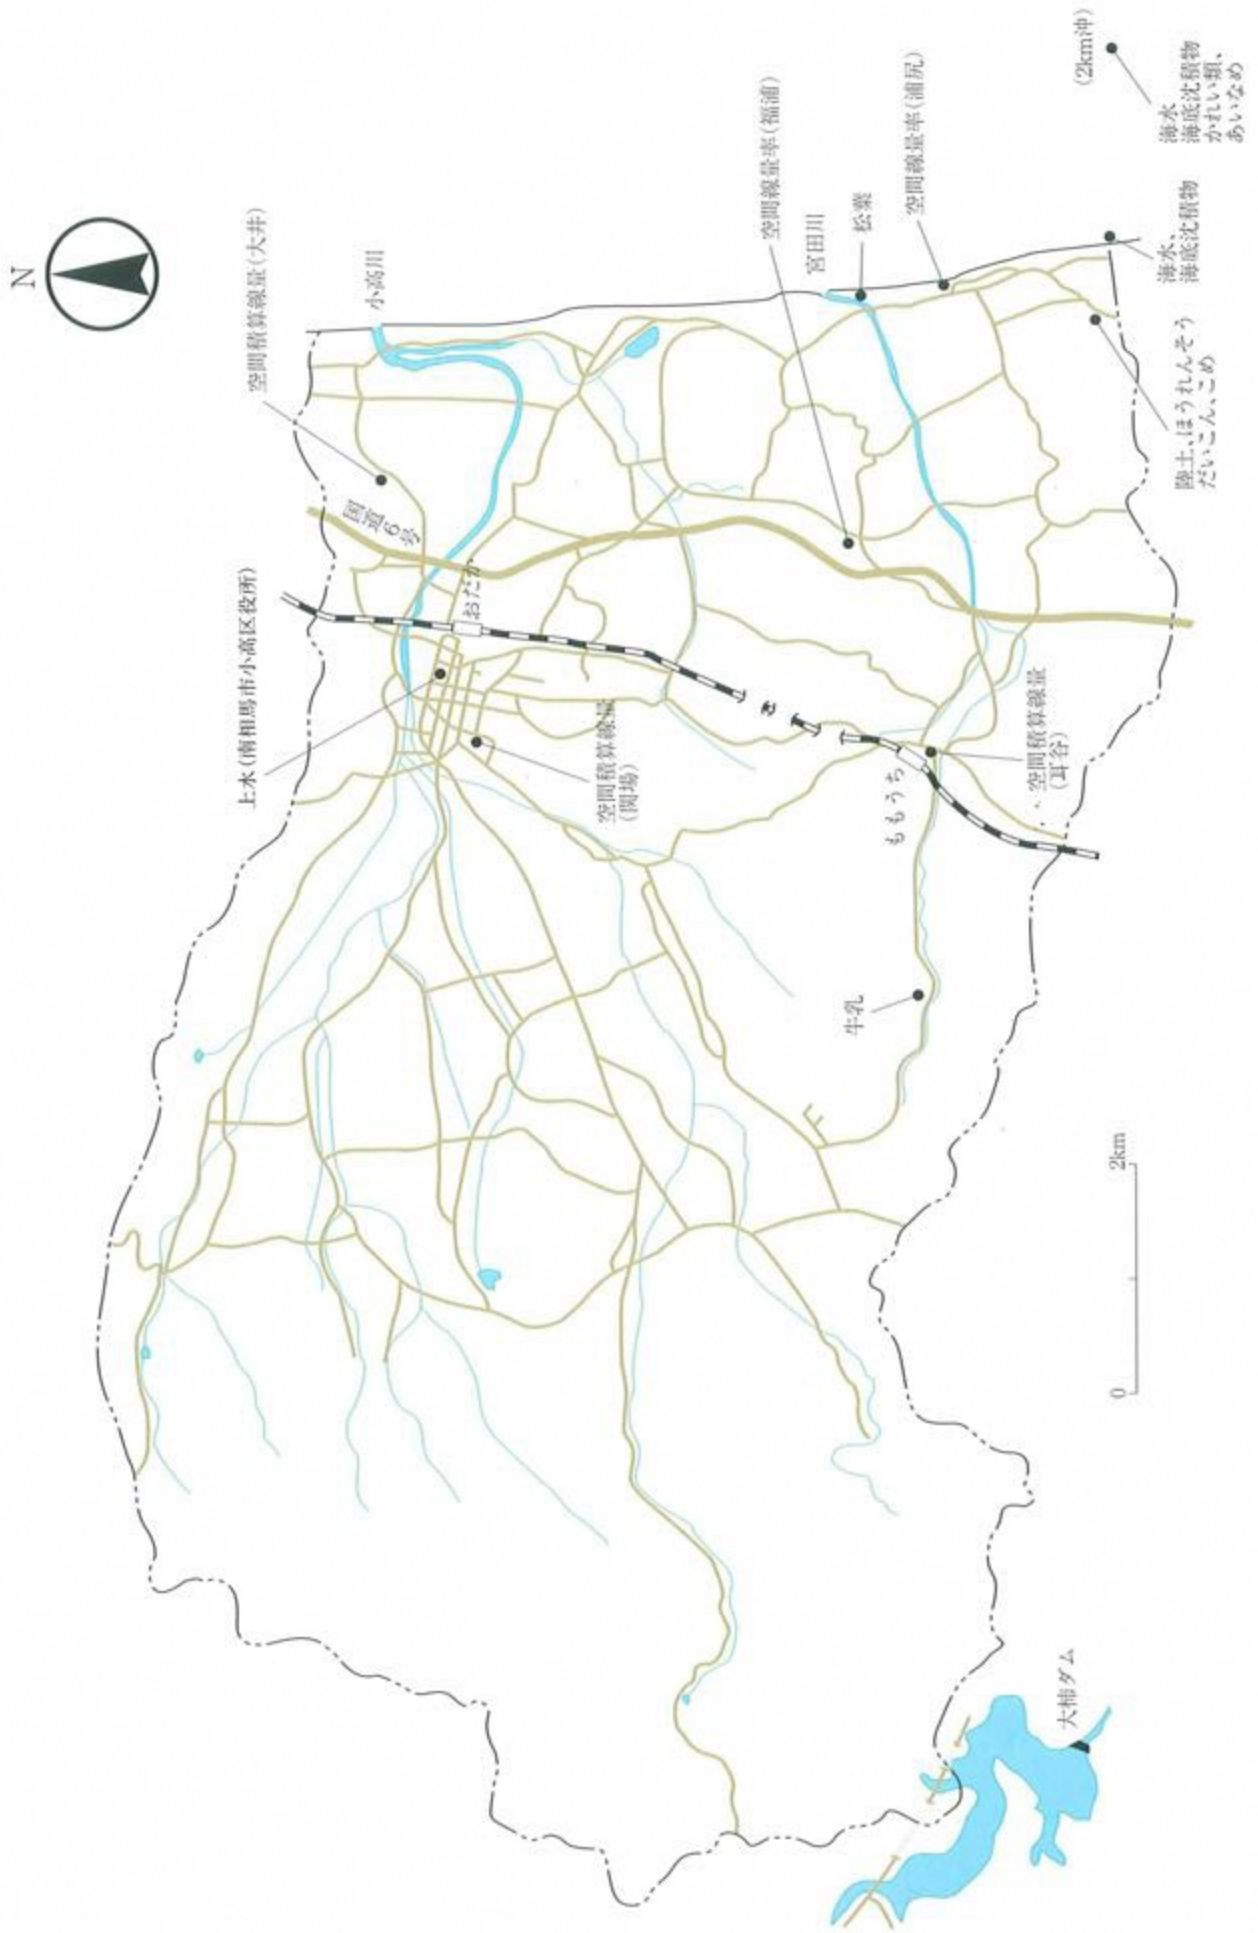 N
空間積算線量(大井)
小高川
国道6号
上水(南相馬市小高区役所)
おだか
空間積算線量
(関場)
空間線量率(福浦)
宮田川
松葉
空間線量率(浦尻)
(2km沖)
海水
海底沈積物
かれい類、
あいなめ
海水、
海底沈積物
陸土、ほうれんそう
だいこん、こめ
ももうち
空間積算線量
(耳谷)
牛乳
0
2km
大柿ダム